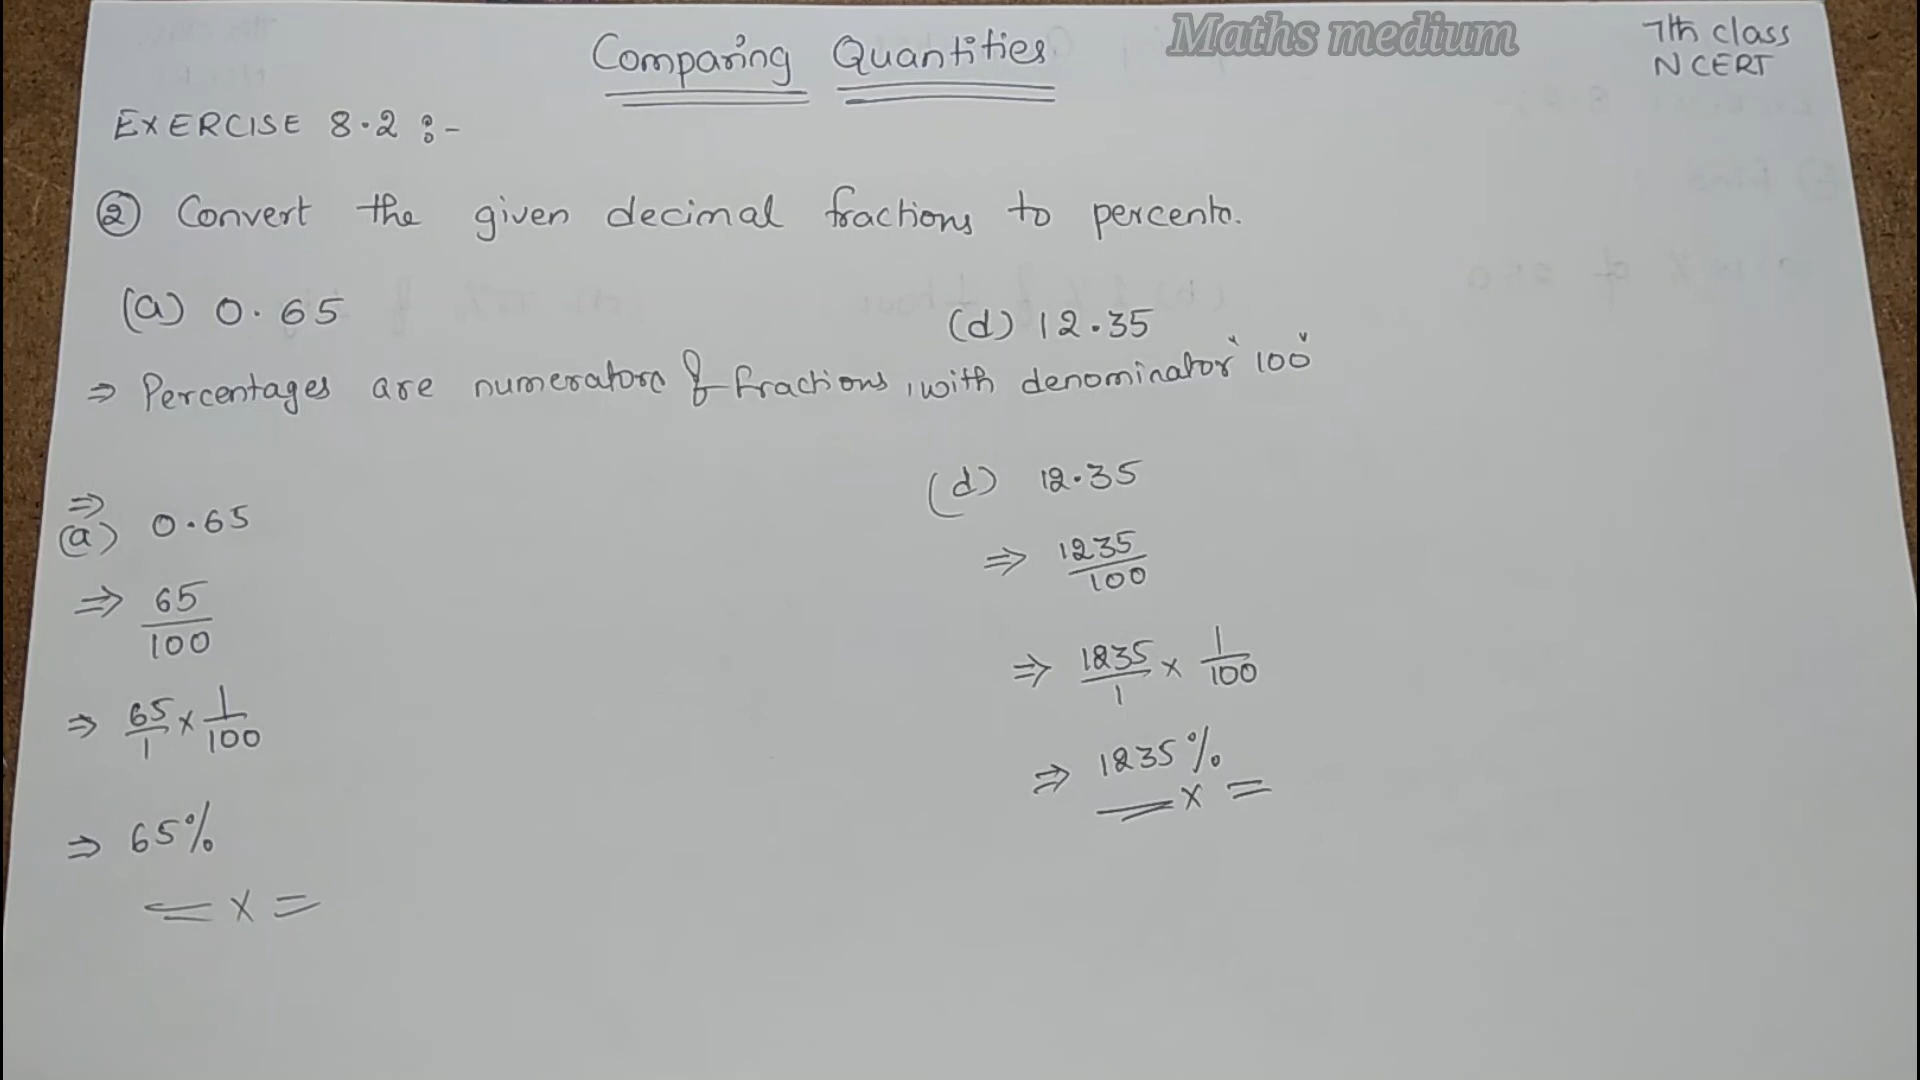 Maths medium
Comparing Quantities
7th class
NCERT
EXERCISE 8.2 :-
② Convert the given decimal fractions to percents.
(a) 0.65
(d) 12.35
⇒ Percentages are numerators of fractions, with denominator "100"
⇒
(a) 0.65
⇒ 65/100
⇒ 65/1 × 1/100
⇒ 65%
(d) 12.35
⇒ 1235/100
⇒ 1235/1 × 1/100
⇒ 1235%